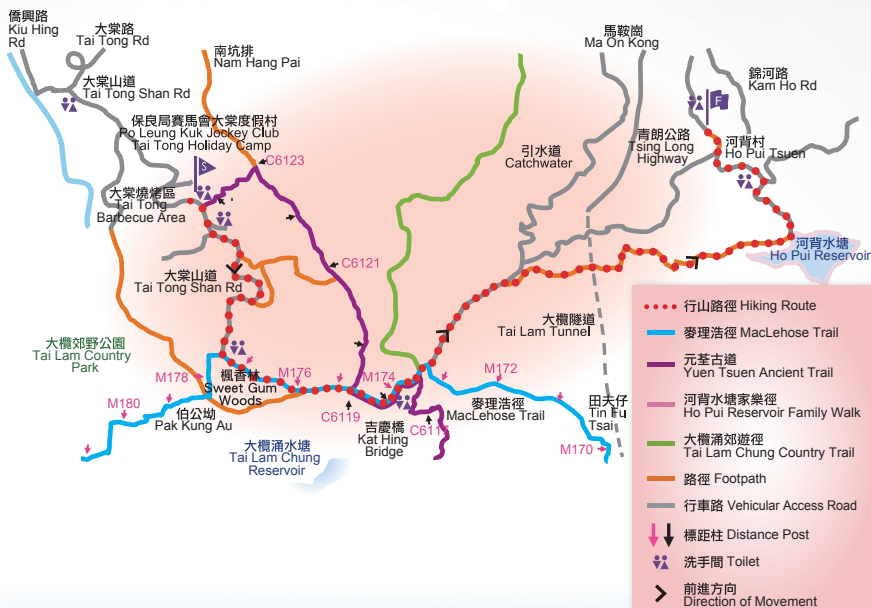 僑興路
Kiu Hing
Rd
大棠路
Tai Tong Rd
大棠山道
Tai Tong Shan Rd
南坑排
Nam Hang Pai
馬鞍崗
Ma On Kong
錦河路
Kam Ho Rd
F
保良局賽馬會大棠度假村
Po Leung Kuk Jockey Club
Tai Tong Holiday Camp
C6123
S
引水道
Catchwater
青朗公路
Tsing Long
Highway
河背村
Ho Pui Tsuen
大棠燒烤區
Tai Tong
Barbecue Area
C6121
大棠山道
Tai Tong Shan Rd
河背水塘
Ho Pui Reservoir
大欖隧道
Tai Lam Tunnel
大欖郊野公園
Tai Lam Country
Park
M178
楓香林
Sweet Gum
Woods
M176
M174
M172
M180
伯公坳
Pak Kung Au
C6119
吉慶橋
Kat Hing
Bridge
C611
麥理浩徑
MacLehose Trail
田夫仔
Tin Fu
Tsai
M170
大欖涌水塘
Tai Lam Chung
Reservoir
行山路徑 Hiking Route
麥理浩徑 MacLehose Trail
元荃古道
Yuen Tsuen Ancient Trail
河背水塘家樂徑
Ho Pui Reservoir Family Walk
大欖涌郊遊徑
Tai Lam Chung Country Trail
路徑 Footpath
行車路 Vehicular Access Road
標距柱 Distance Post
洗手間 Toilet
前進方向
Direction of Movement